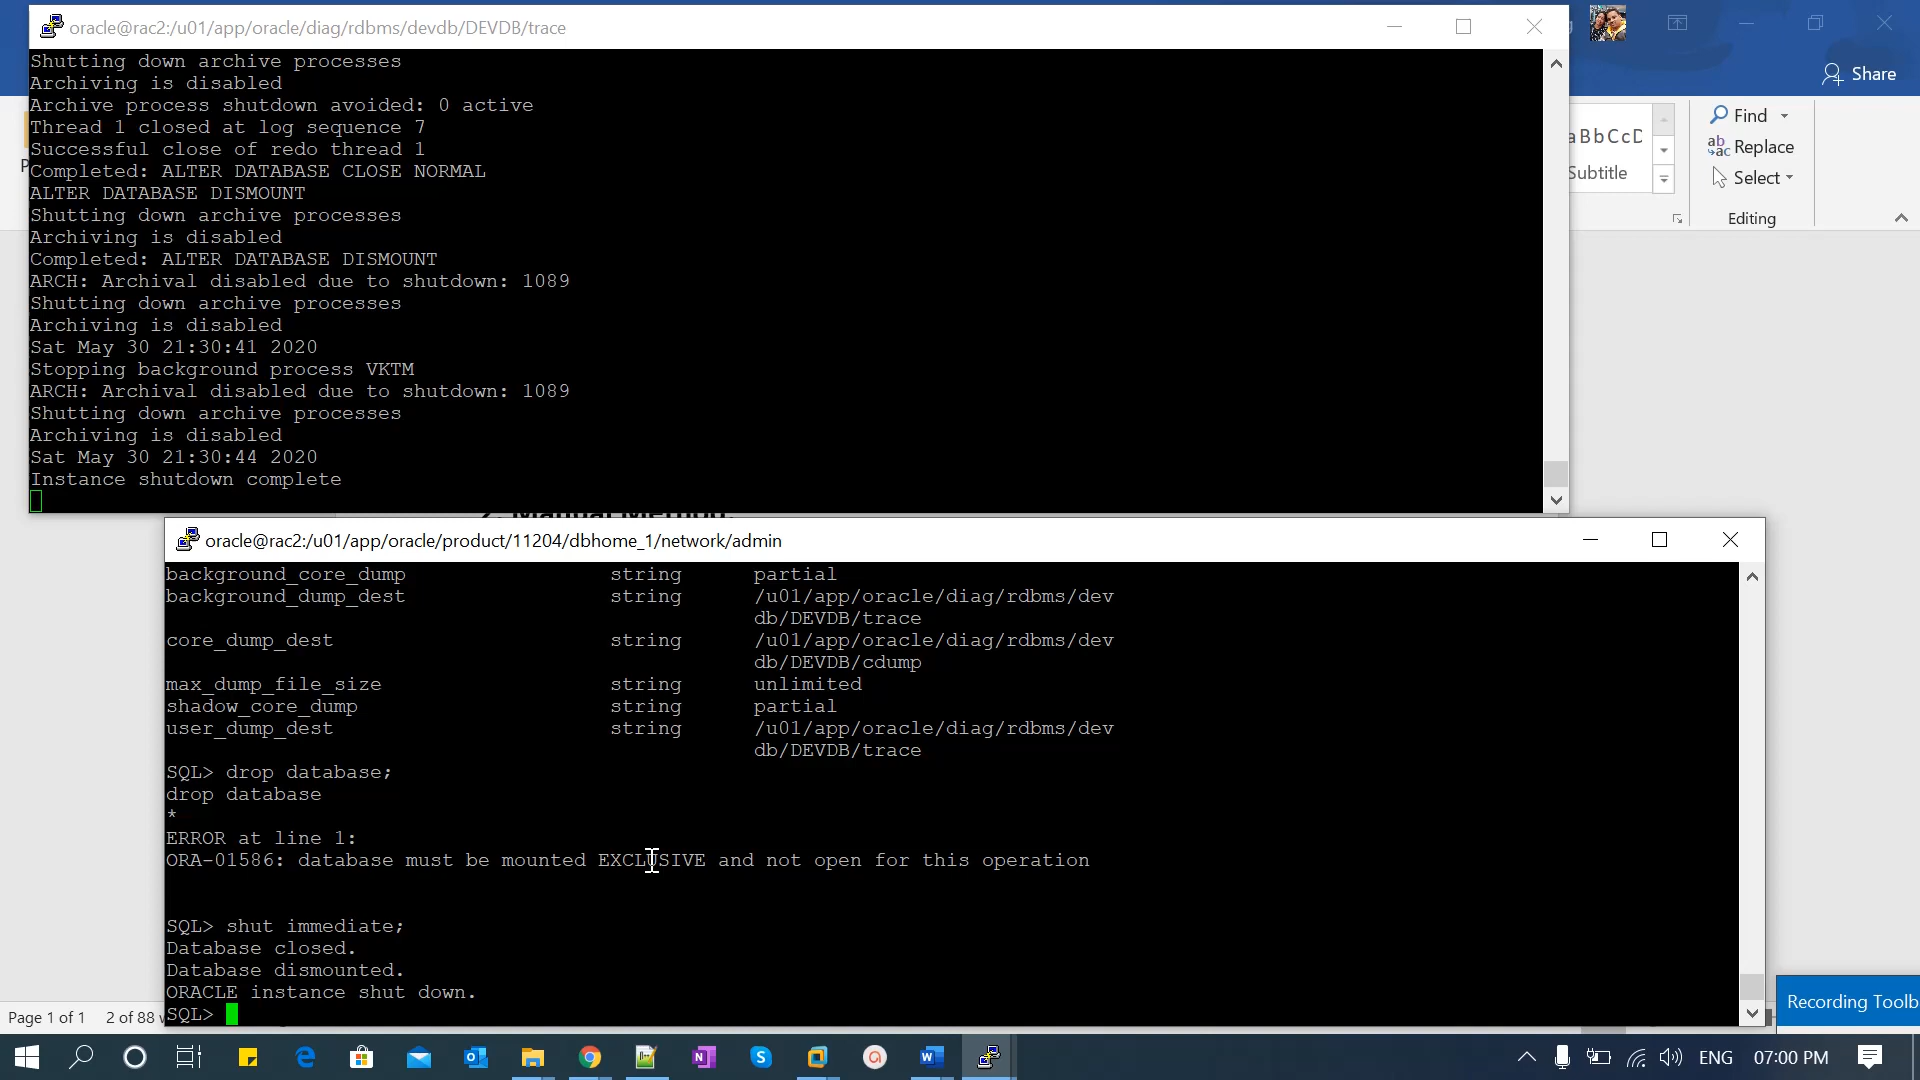 oracle@rac2:/u01/app/oracle/diag/rdbms/devdb/DEVDB/trace
Share
Shutting down archive processes
Archiving is disabled
Archive process shutdown avoided: 0 active
Thread 1 closed at log sequence 7
Successful close of redo thread 1
Completed: ALTER DATABASE CLOSE NORMAL
ALTER DATABASE DISMOUNT
Shutting down archive processes
Archiving is disabled
Completed: ALTER DATABASE DISMOUNT
ARCH: Archival disabled due to shutdown: 1089
Shutting down archive processes
Archiving is disabled
Sat May 30 21:30:41 2020
Stopping background process VKTM
ARCH: Archival disabled due to shutdown: 1089
Shutting down archive processes
Archiving is disabled
Sat May 30 21:30:44 2020
Instance shutdown complete
Find
Replace
Select
Editing
aBbCcD
Subtitle
2. Manual Method:
oracle@rac2:/u01/app/oracle/product/11204/dbhome_1/network/admin
background_core_dump string partial
background_dump_dest string /u01/app/oracle/diag/rdbms/dev
db/DEVDB/trace
core_dump_dest string /u01/app/oracle/diag/rdbms/dev
db/DEVDB/cdump
max_dump_file_size string unlimited
shadow_core_dump string partial
user_dump_dest string /u01/app/oracle/diag/rdbms/dev
db/DEVDB/trace
SQL> drop database;
drop database
*
ERROR at line 1:
ORA-01586: database must be mounted EXCLUSIVE and not open for this operation
SQL> shut immediate;
Database closed.
Database dismounted.
ORACLE instance shut down.
SQL>
Recording Toolb
Page 1 of 1 2 of 88 w
ENG 07:00 PM